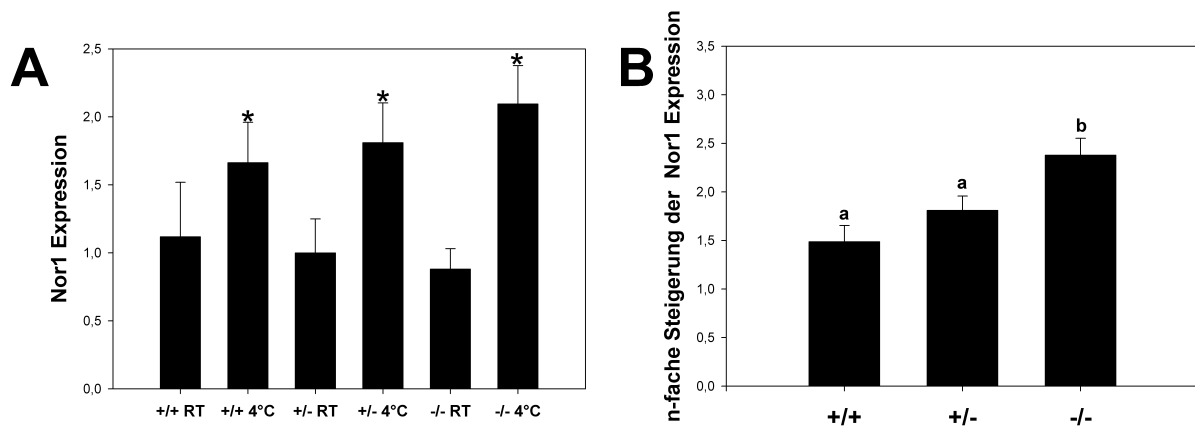 A
Nor1 Expression
2,5
2,0
1,5
1,0
0,5
0,0
* * *
+/+ RT +/+ 4°C +/- RT +/- 4°C -/- RT -/- 4°C
B
n-fache Steigerung der Nor1 Expression
3,5
3,0
2,5
2,0
1,5
1,0
0,5
0,0
a a b
+/+ +/- -/-